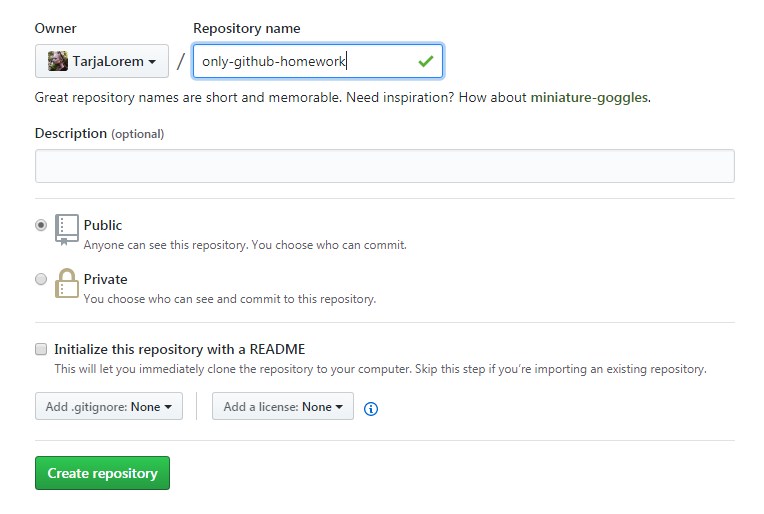 Owner Repository name
TarjaLorem / only-github-homework
Great repository names are short and memorable. Need inspiration? How about miniature-goggles.
Description (optional)
Public
Anyone can see this repository. You choose who can commit.
Private
You choose who can see and commit to this repository.
Initialize this repository with a README
This will let you immediately clone the repository to your computer. Skip this step if you’re importing an existing repository.
Add .gitignore: None Add a license: None
Create repository